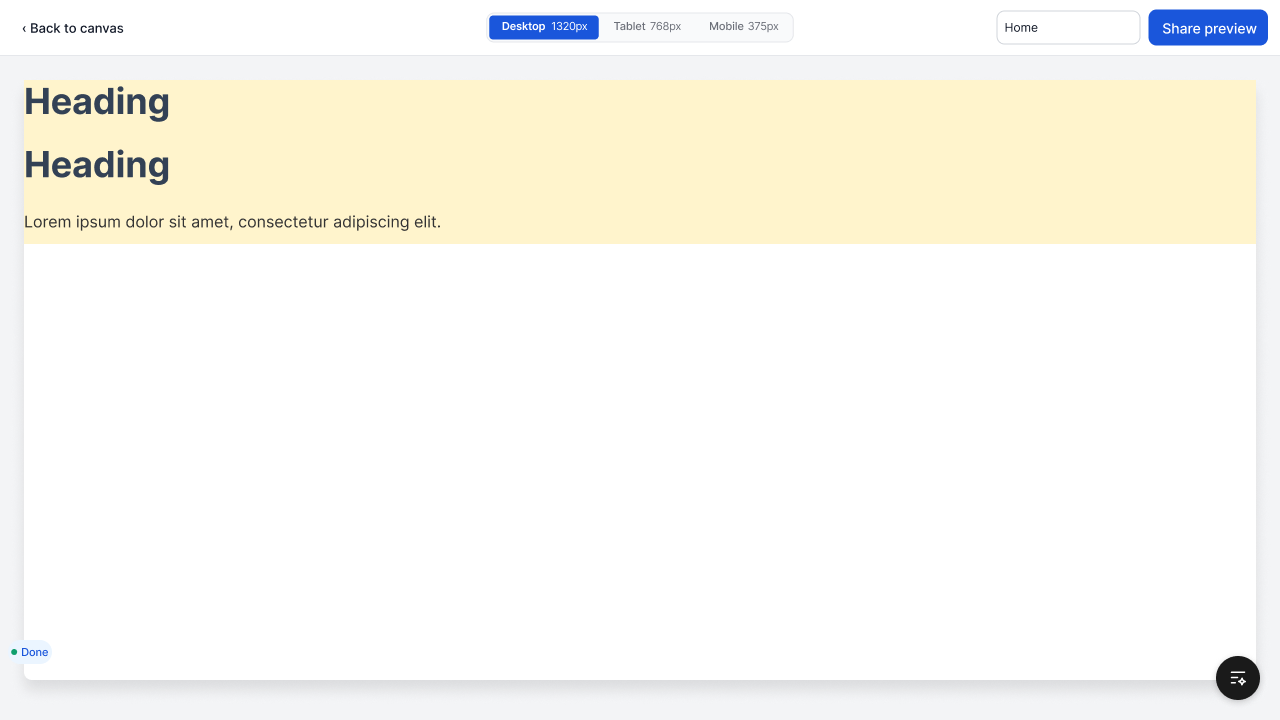 ‹ Back to canvas
Desktop 1320px
Tablet 768px
Mobile 375px
Home
Share preview
Heading
Heading
Lorem ipsum dolor sit amet, consectetur adipiscing elit.
Done